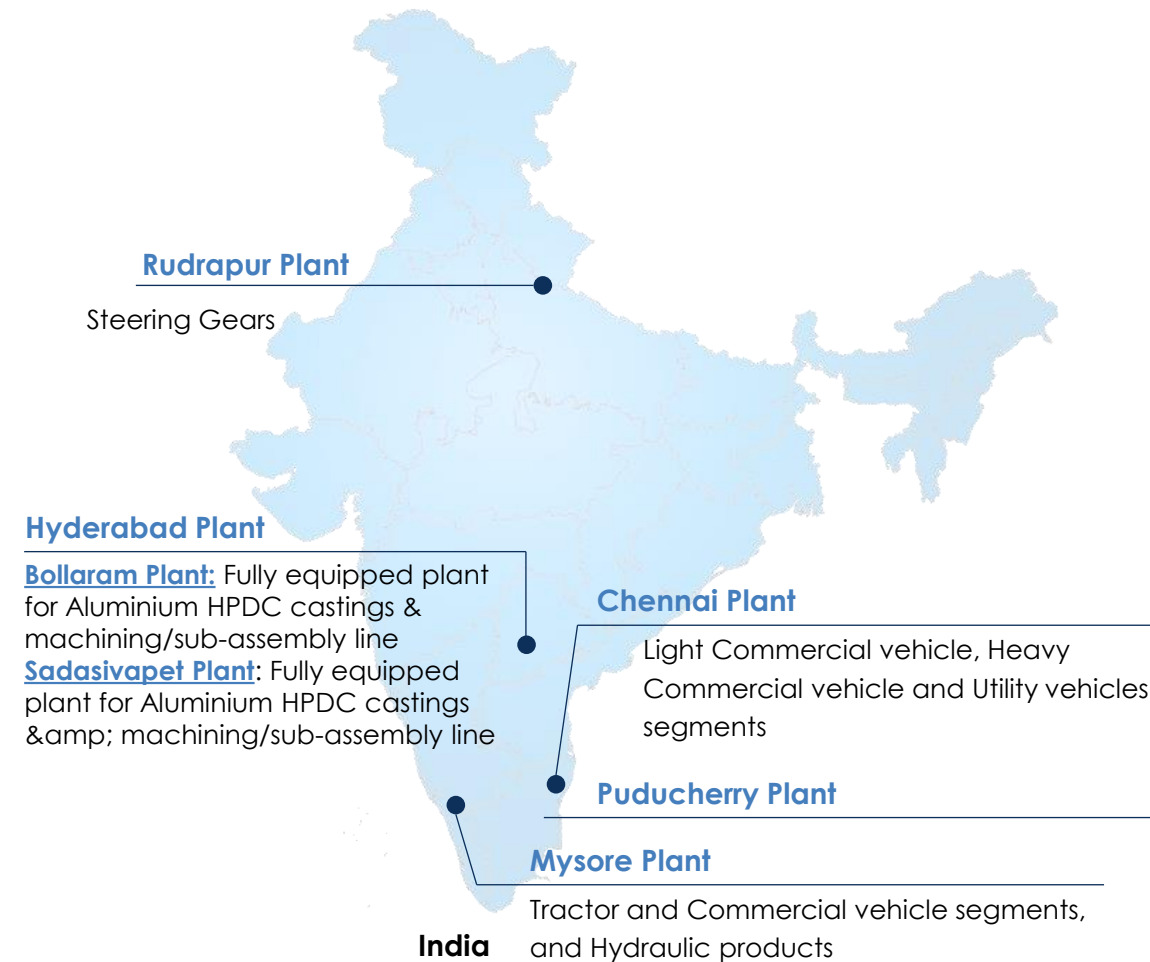 Rudrapur Plant
Steering Gears
Hyderabad Plant
Bollaram Plant: Fully equipped plant
for Aluminium HPDC castings &
machining/sub-assembly line
Sadasivapet Plant: Fully equipped
plant for Aluminium HPDC castings
&amp; machining/sub-assembly line
Chennai Plant
Light Commercial vehicle, Heavy
Commercial vehicle and Utility vehicles
segments
Puducherry Plant
Mysore Plant
Tractor and Commercial vehicle segments,
and Hydraulic products
India